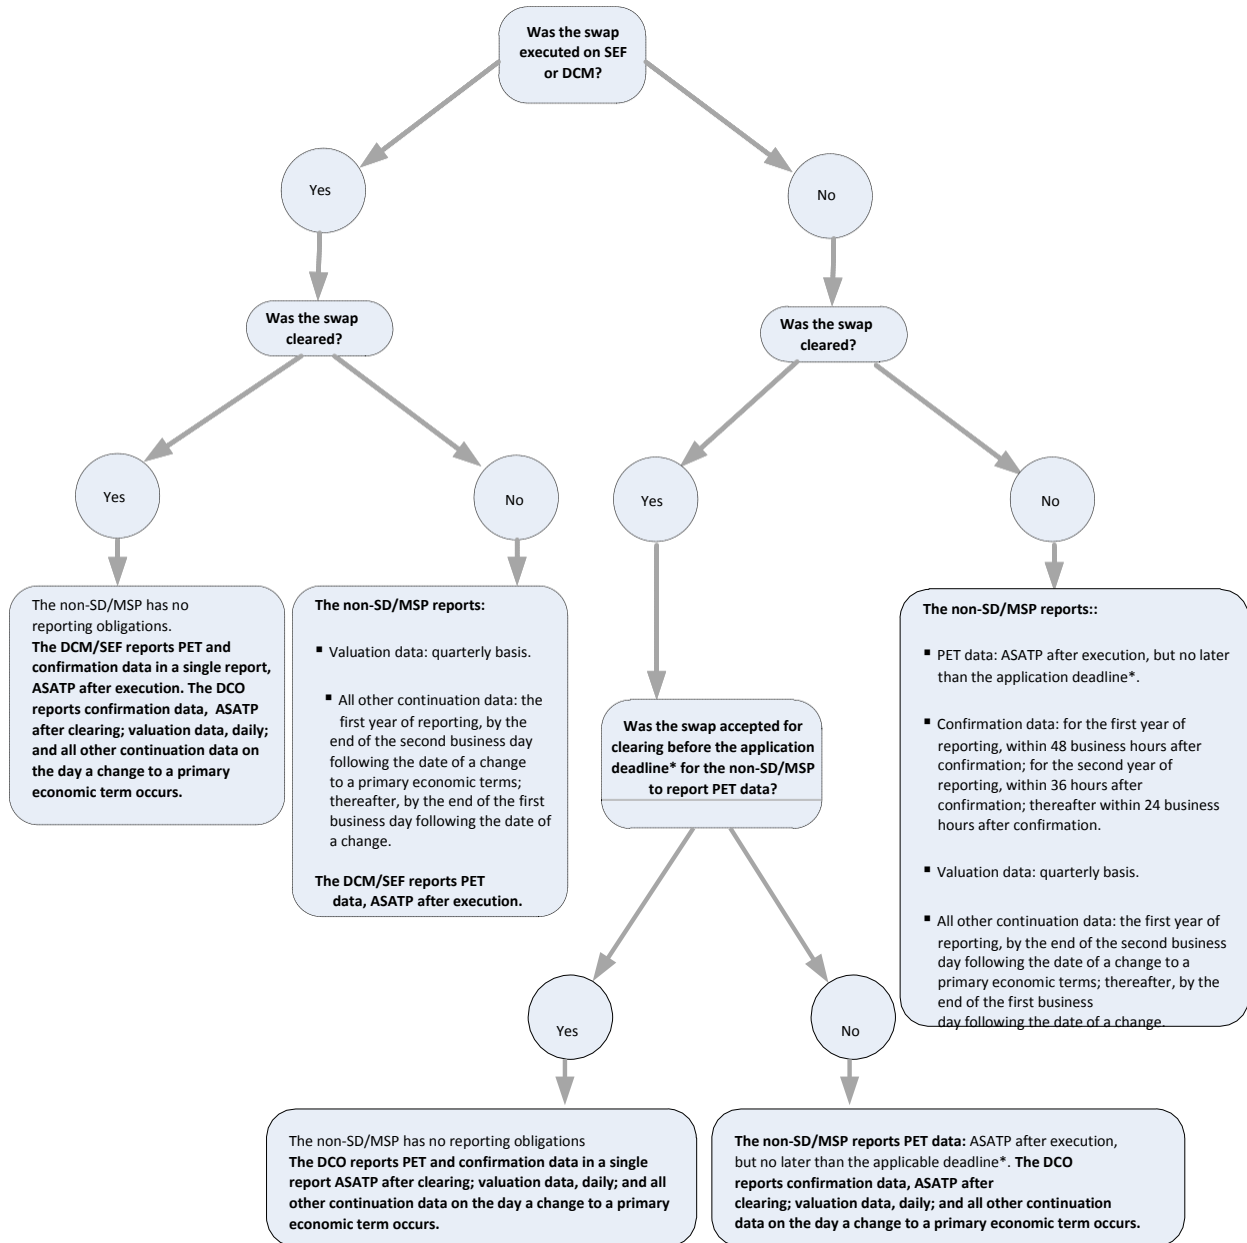 Was the swap
executed on SEF
or DCM?
Yes
No
Was the swap
cleared?
Was the swap
cleared?
Yes
No
Yes
No
The non-SD/MSP has no
reporting obligations.
The DCM/SEF reports PET and
confirmation data in a single report,
ASATP after execution. The DCO
reports confirmation data, ASATP
after clearing; valuation data, daily;
and all other continuation data on
the day a change to a primary
economic term occurs.
The non-SD/MSP reports:
▪ Valuation data: quarterly basis.
▪ All other continuation data: the
first year of reporting, by the
end of the second business day
following the date of a change
to a primary economic terms;
thereafter, by the end of the first
business day following the date of
a change.
The DCM/SEF reports PET
data, ASATP after execution.
Was the swap accepted for
clearing before the application
deadline* for the non-SD/MSP
to report PET data?
The non-SD/MSP reports::
▪ PET data: ASATP after execution, but no later
than the application deadline*.
▪ Confirmation data: for the first year of
reporting, within 48 business hours after
confirmation; for the second year of
reporting, within 36 hours after
confirmation; thereafter within 24 business
hours after confirmation.
▪ Valuation data: quarterly basis.
▪ All other continuation data: the first year of
reporting, by the end of the second business
day following the date of a change to a
primary economic terms; thereafter, by the
end of the first business
day following the date of a change.
Yes
No
The non-SD/MSP has no reporting obligations
The DCO reports PET and confirmation data in a single
report ASATP after clearing; valuation data, daily; and all
other continuation data on the day a change to a primary
economic term occurs.
The non-SD/MSP reports PET data: ASATP after execution,
but no later than the applicable deadline*. The DCO
reports confirmation data, ASATP after
clearing; valuation data, daily; and all other continuation
data on the day a change to a primary economic term occurs.